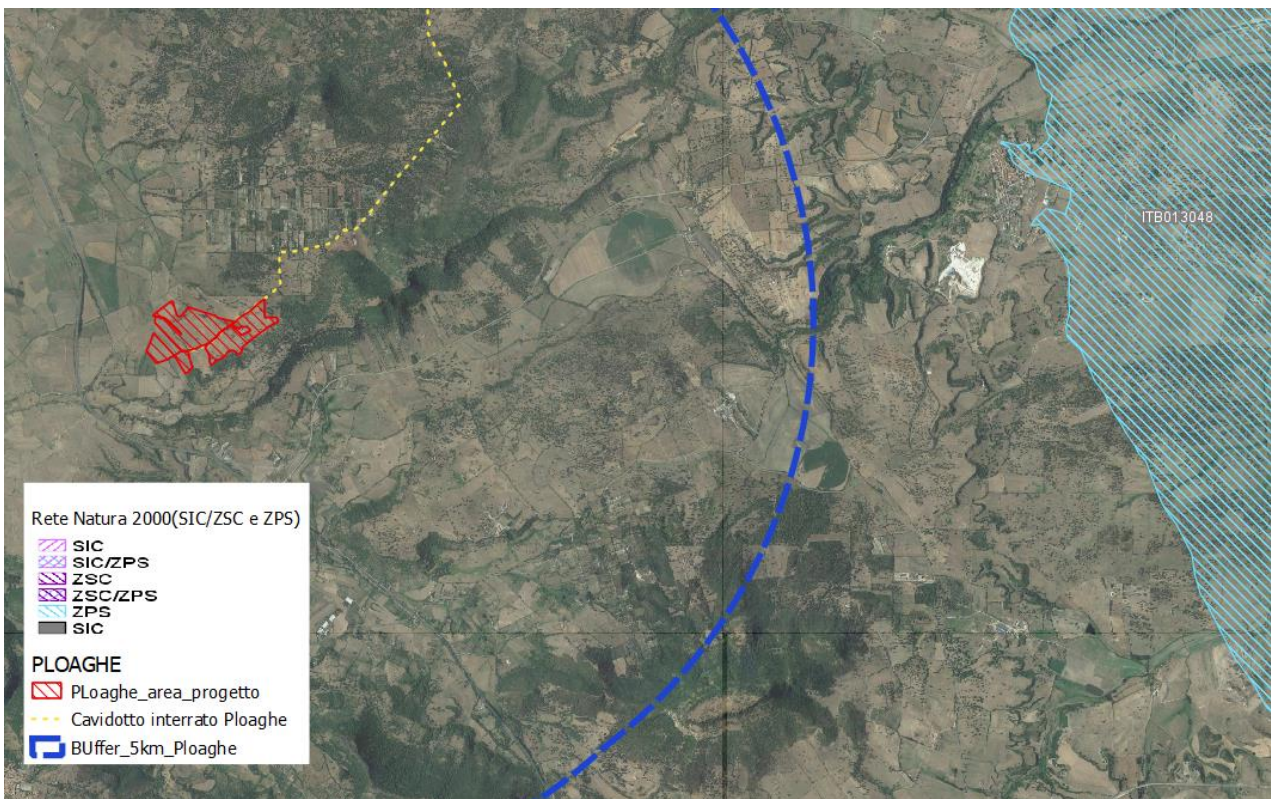 ITB013048
Rete Natura 2000(SIC/ZSC e ZPS)
SIC
SIC/ZPS
ZSC
ZSC/ZPS
ZPS
SIC
PLOAGHE
PLoaghe_area_progetto
Cavidotto interrato Ploaghe
BUffer_5km_Ploaghe